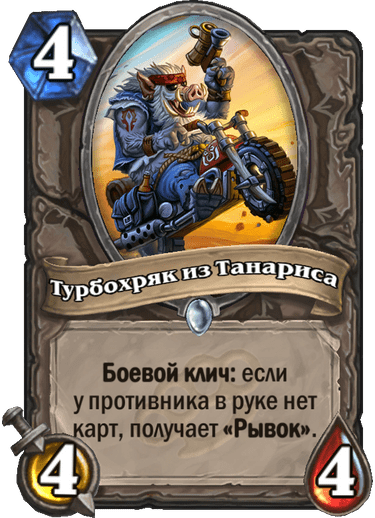 4
Турбохряк из Танариса
Боевой клич: если
у противника в руке нет
карт, получает «Рывок».
4
4